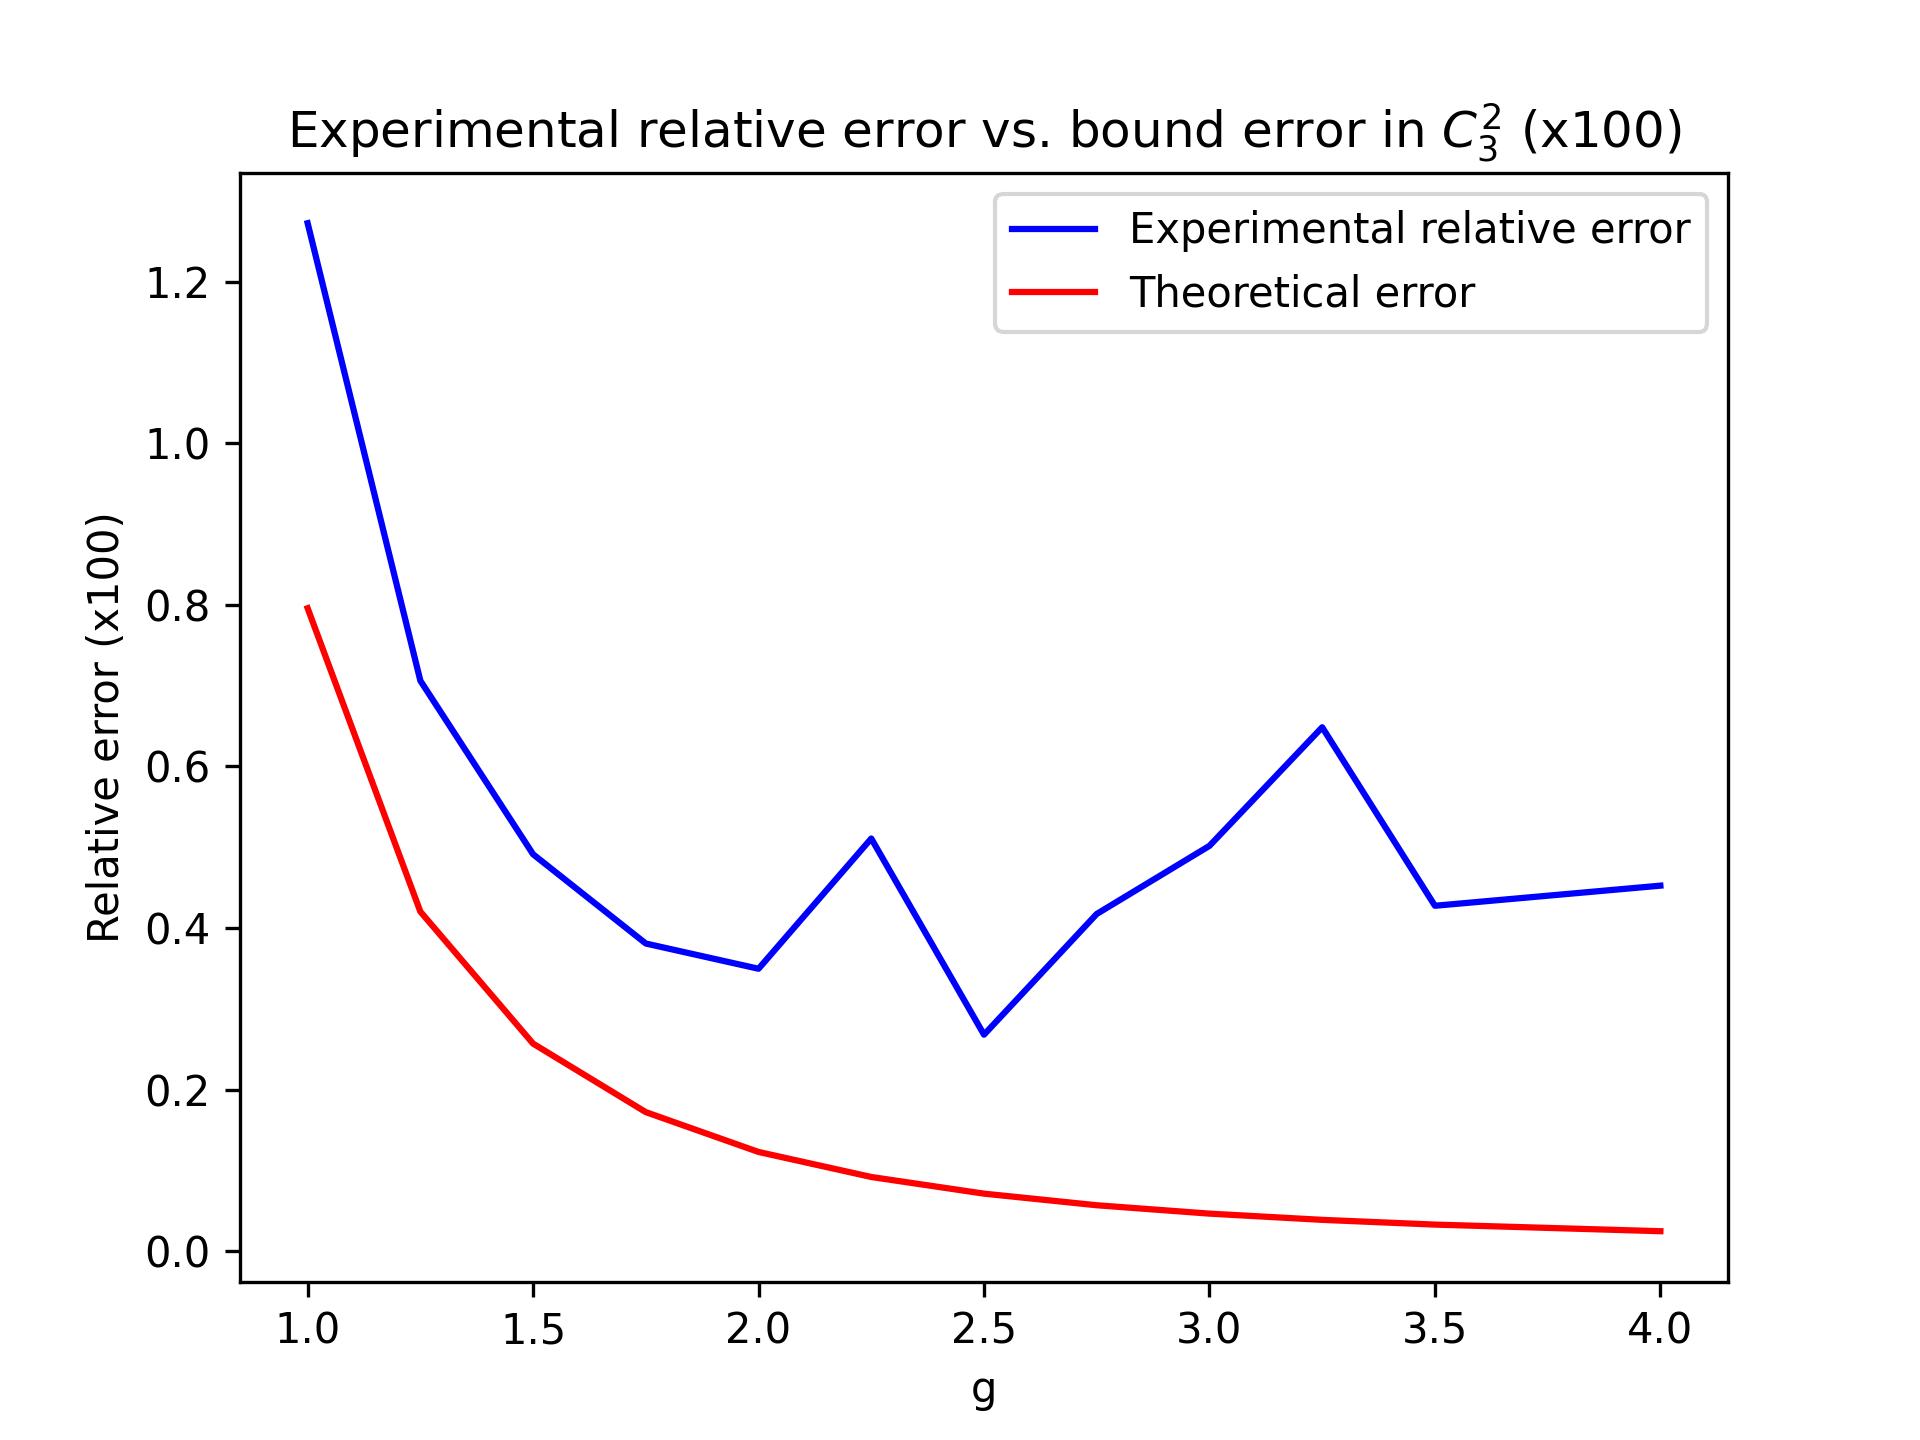 Experimental relative error vs. bound error in $C_3^2$ (x100)
Experimental relative error
Theoretical error
Relative error (x100)
1.2
1.0
0.8
0.6
0.4
0.2
0.0
1.0 1.5 2.0 2.5 3.0 3.5 4.0
g